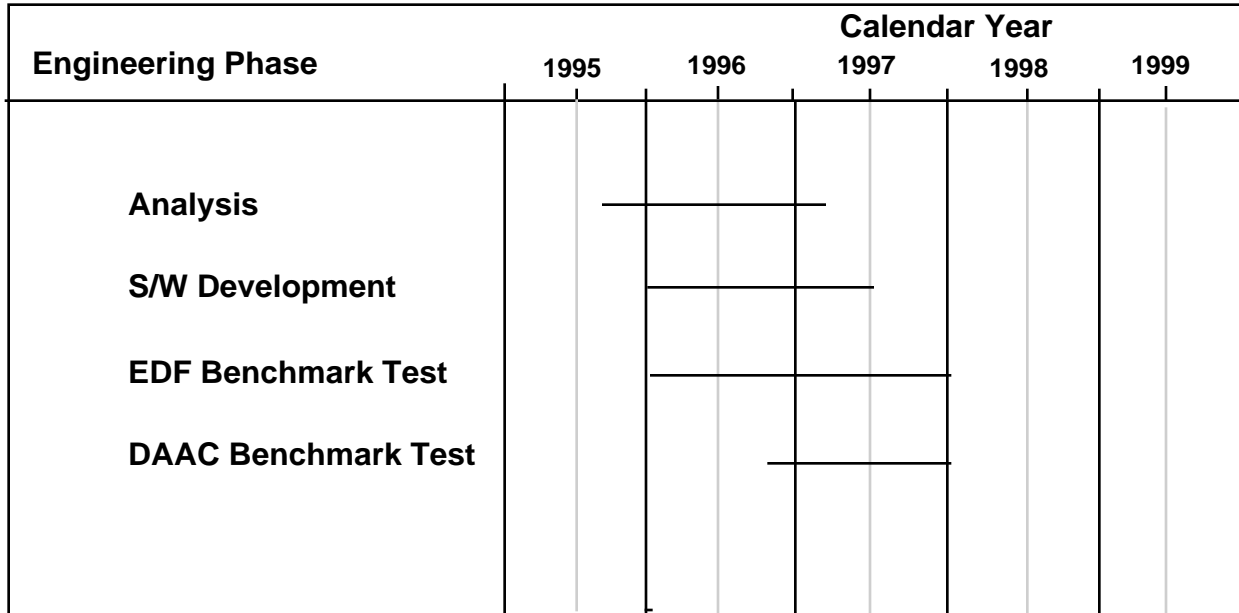 Calendar Year
Engineering Phase 1995 1996 1997 1998 1999
Analysis
S/W Development
EDF Benchmark Test
DAAC Benchmark Test